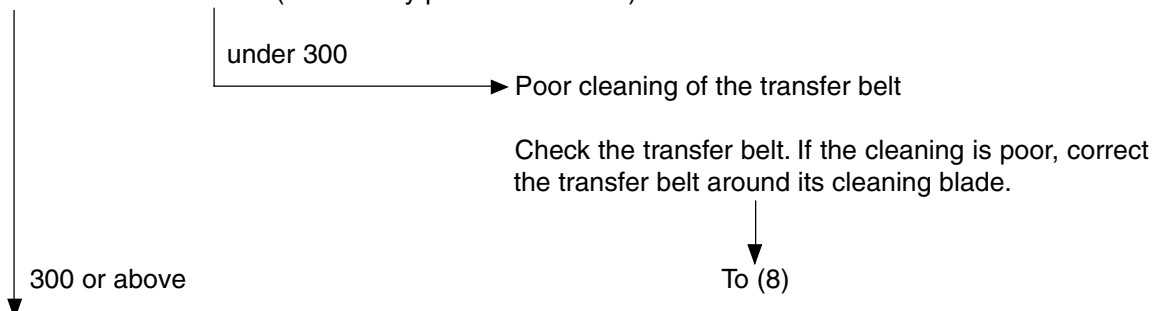 under 300
Poor cleaning of the transfer belt
Check the transfer belt. If the cleaning is poor, correct
the transfer belt around its cleaning blade.
300 or above
To (8)